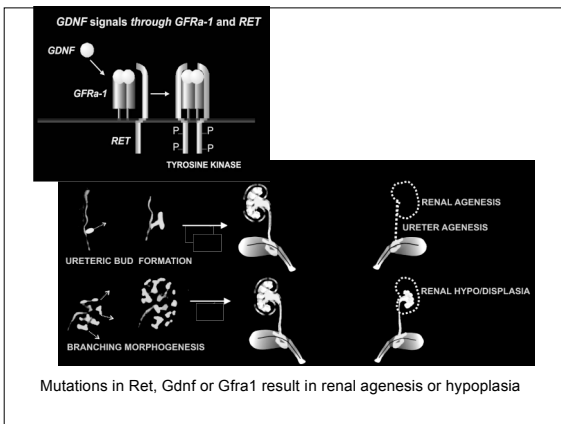 GDNF signals through GFRa-1 and RET
GDNF
GFRa-1
RET
P
P
P
P
TYROSINE KINASE
URETERIC BUD FORMATION
RENAL AGENESIS
URETER AGENESIS
BRANCHING MORPHOGENESIS
RENAL HYPO/DISPLASIA
Mutations in Ret, Gdnf or Gfra1 result in renal agenesis or hypoplasia